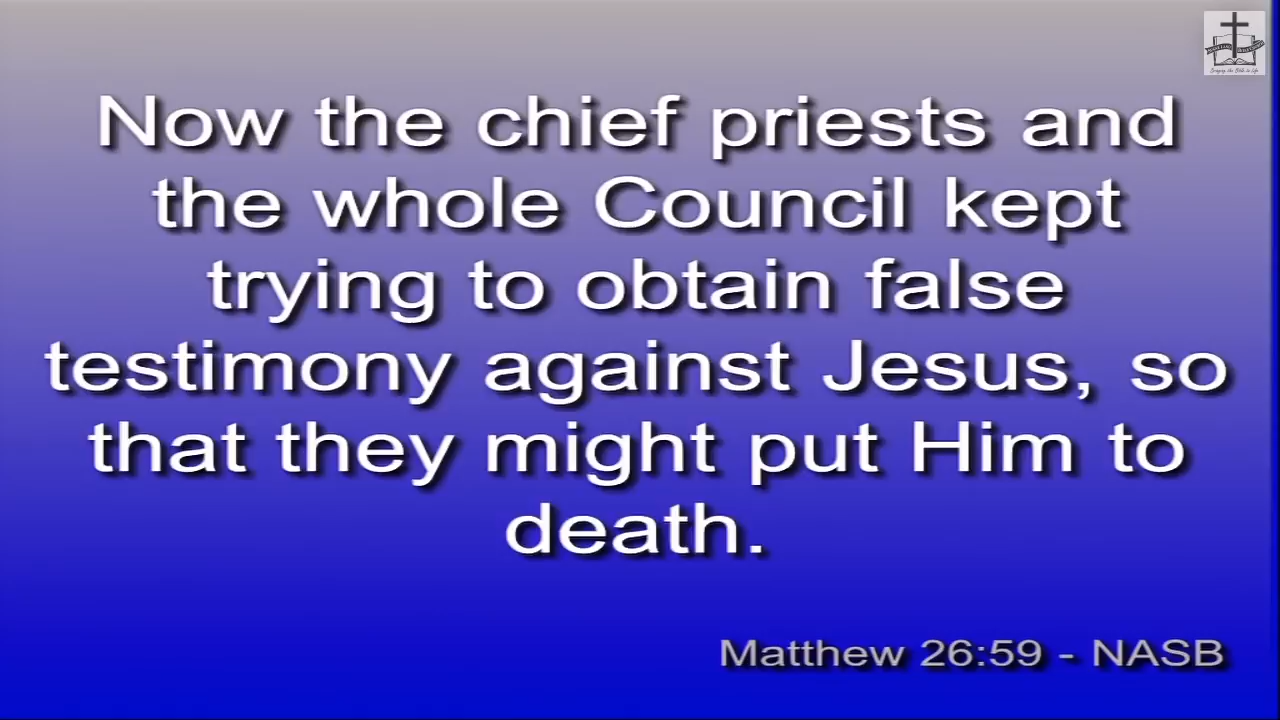 Now the chief priests and
the whole Council kept
trying to obtain false
testimony against Jesus, so
that they might put Him to
death.
Matthew 26:59 - NASB